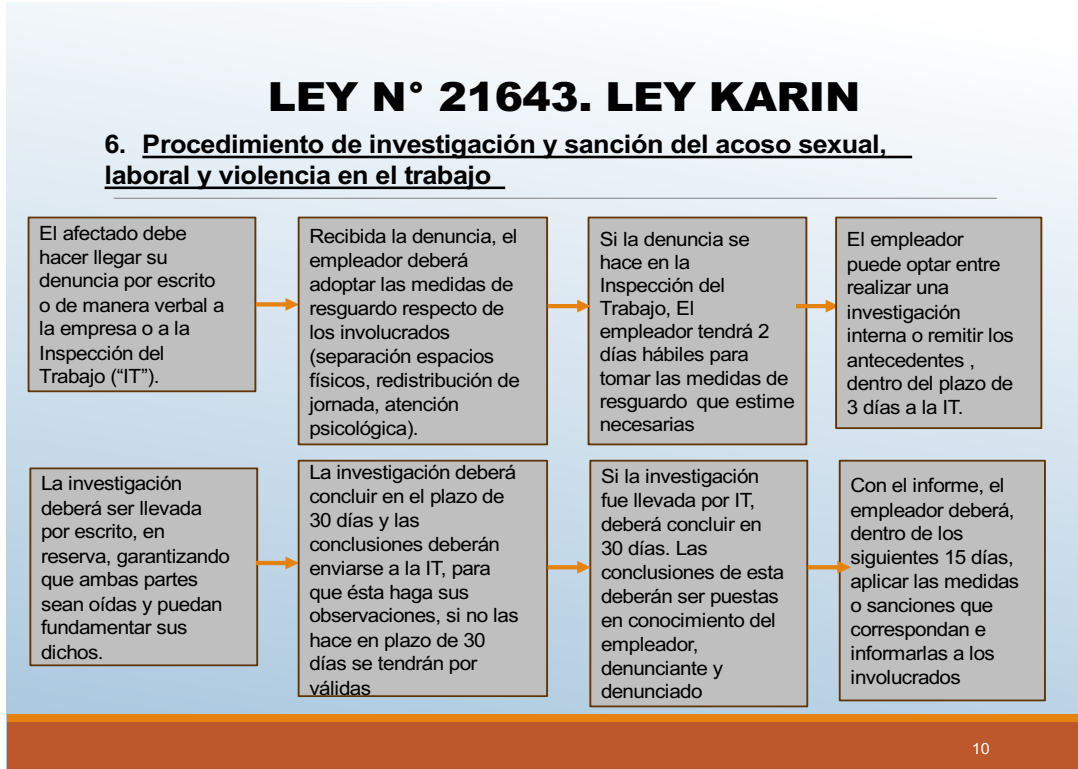 LEY N° 21643. LEY KARIN
6. Procedimiento de investigación y sanción del acoso sexual,
laboral y violencia en el trabajo
El afectado debe
hacer llegar su
denuncia por escrito
o de manera verbal a
la empresa o a la
Inspección del
Trabajo (“IT”).
Recibida la denuncia, el
empleador deberá
adoptar las medidas de
resguardo respecto de
los involucrados
(separación espacios
físicos, redistribución de
jornada, atención
psicológica).
Si la denuncia se
hace en la
Inspección del
Trabajo, El
empleador tendrá 2
días hábiles para
tomar las medidas de
resguardo que estime
necesarias
El empleador
puede optar entre
realizar una
investigación
interna o remitir los
antecedentes ,
dentro del plazo de
3 días a la IT.
La investigación
deberá ser llevada
por escrito, en
reserva, garantizando
que ambas partes
sean oídas y puedan
fundamentar sus
dichos.
La investigación deberá
concluir en el plazo de
30 días y las
conclusiones deberán
enviarse a la IT, para
que ésta haga sus
observaciones, si no las
hace en plazo de 30
días se tendrán por
válidas
Si la investigación
fue llevada por IT,
deberá concluir en
30 días. Las
conclusiones de esta
deberán ser puestas
en conocimiento del
empleador,
denunciante y
denunciado
Con el informe, el
empleador deberá,
dentro de los
siguientes 15 días,
aplicar las medidas
o sanciones que
correspondan e
informarlas a los
involucrados
10